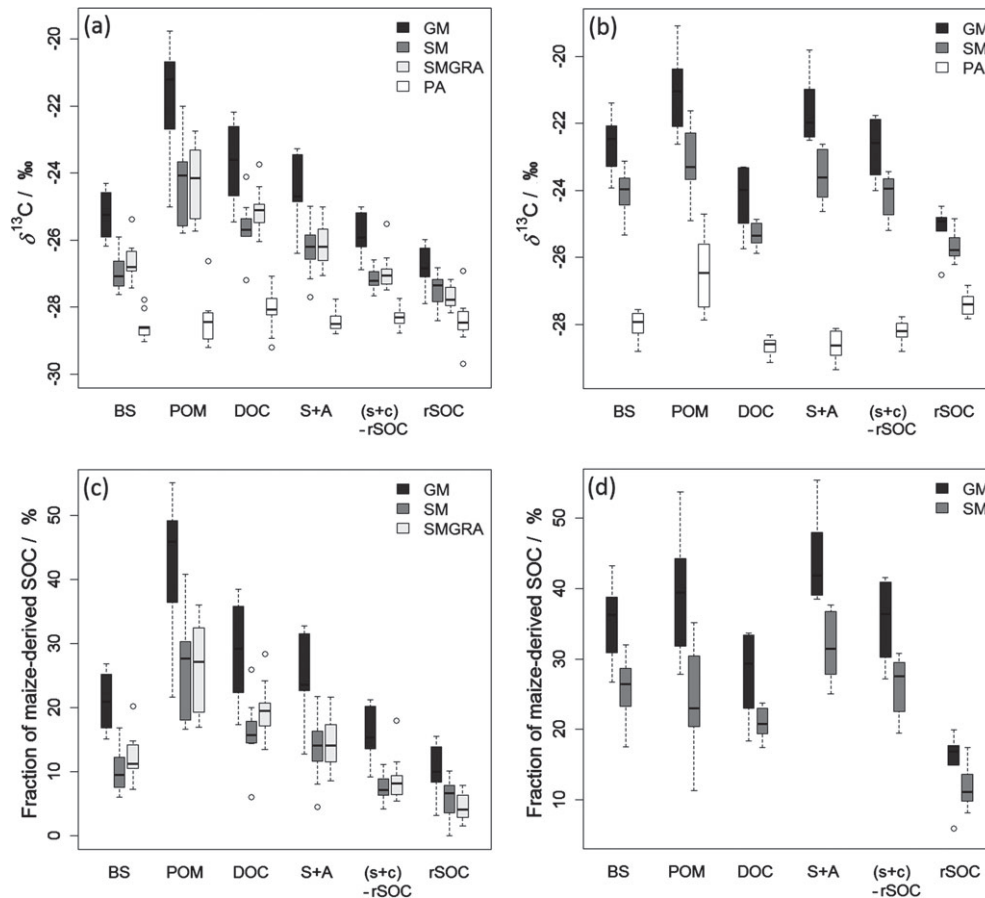 (a)
GM
SM
SMGRA
PA
δ13C / ‰
-20
-22
-24
-26
-28
-30
BS POM DOC S+A (s+c) rSOC
-rSOC
(b)
GM
SM
PA
δ13C / ‰
-20
-22
-24
-26
-28
BS POM DOC S+A (s+c) rSOC
-rSOC
(c)
GM
SM
SMGRA
Fraction of maize-derived SOC / %
50
40
30
20
10
0
BS POM DOC S+A (s+c) rSOC
-rSOC
(d)
GM
SM
Fraction of maize-derived SOC / %
50
40
30
20
10
BS POM DOC S+A (s+c) rSOC
-rSOC